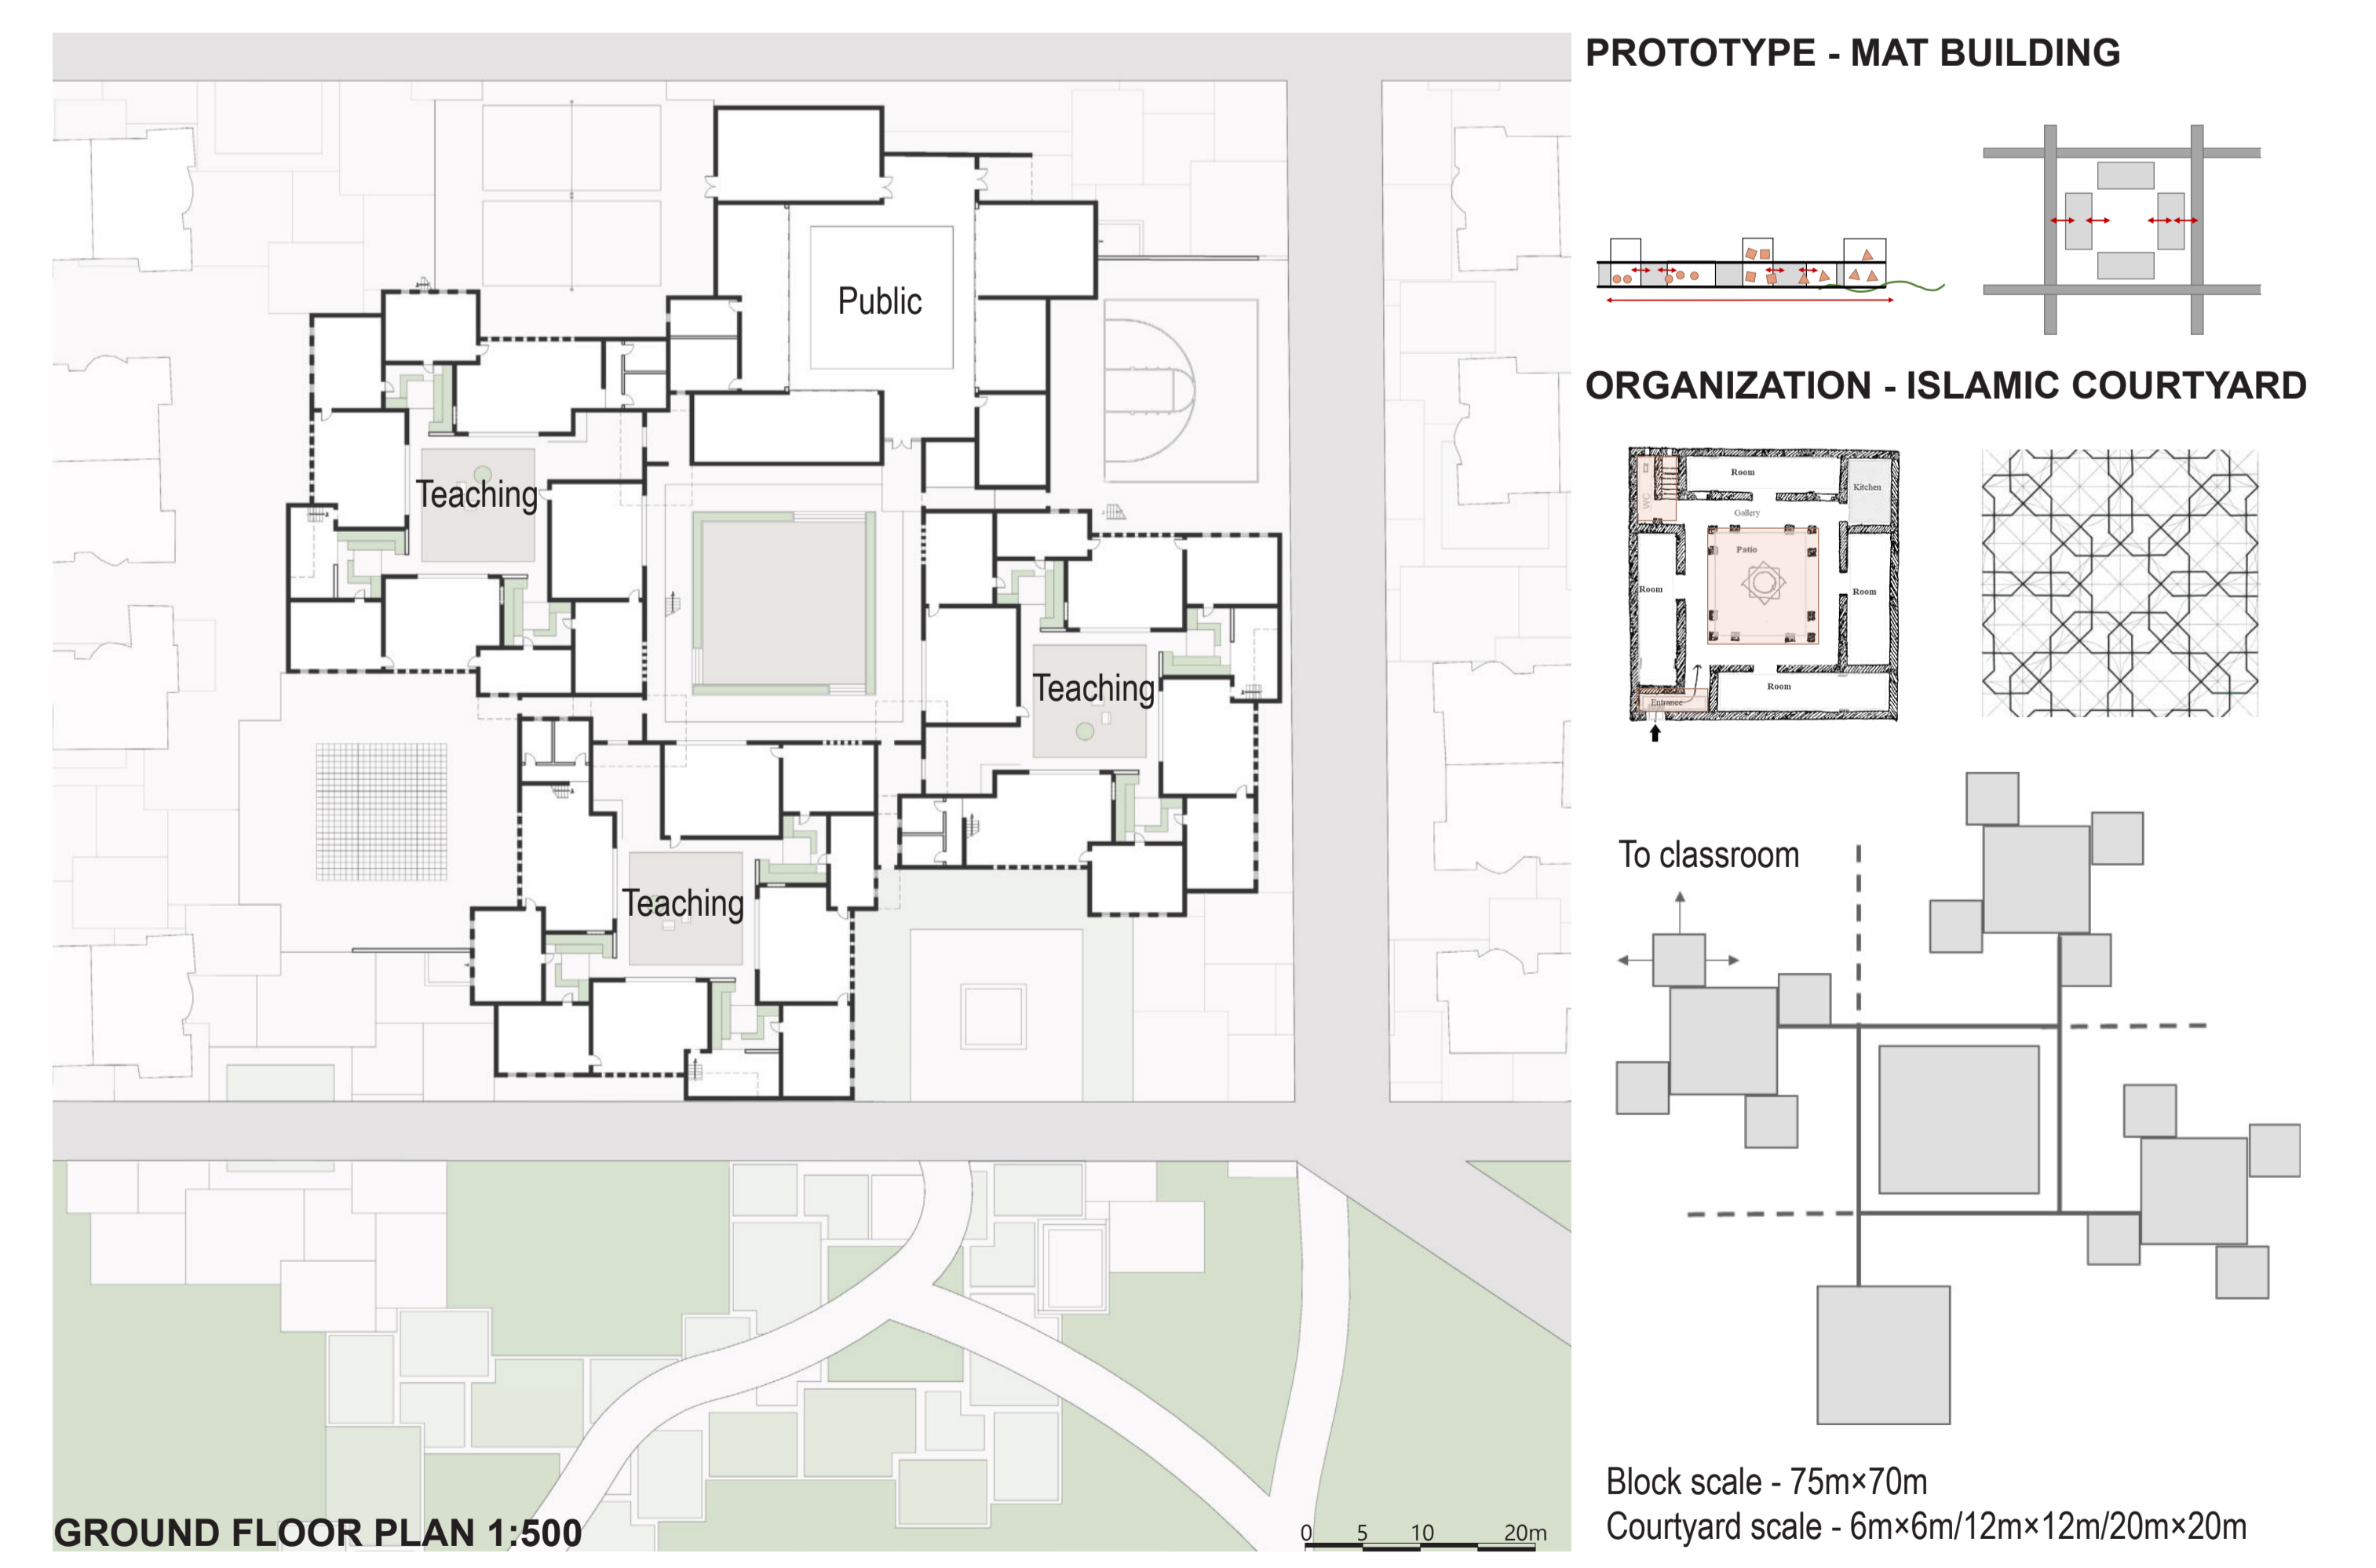 PROTOTYPE - MAT BUILDING
Public
Teaching
Teaching
Teaching
ORGANIZATION - ISLAMIC COURTYARD
Room
Kitchen
WC
Gallery
Patio
Room
Room
Room
Entrance
To classroom
Block scale - 75m×70m
Courtyard scale - 6m×6m/12m×12m/20m×20m
GROUND FLOOR PLAN 1:500
0 5 10 20m